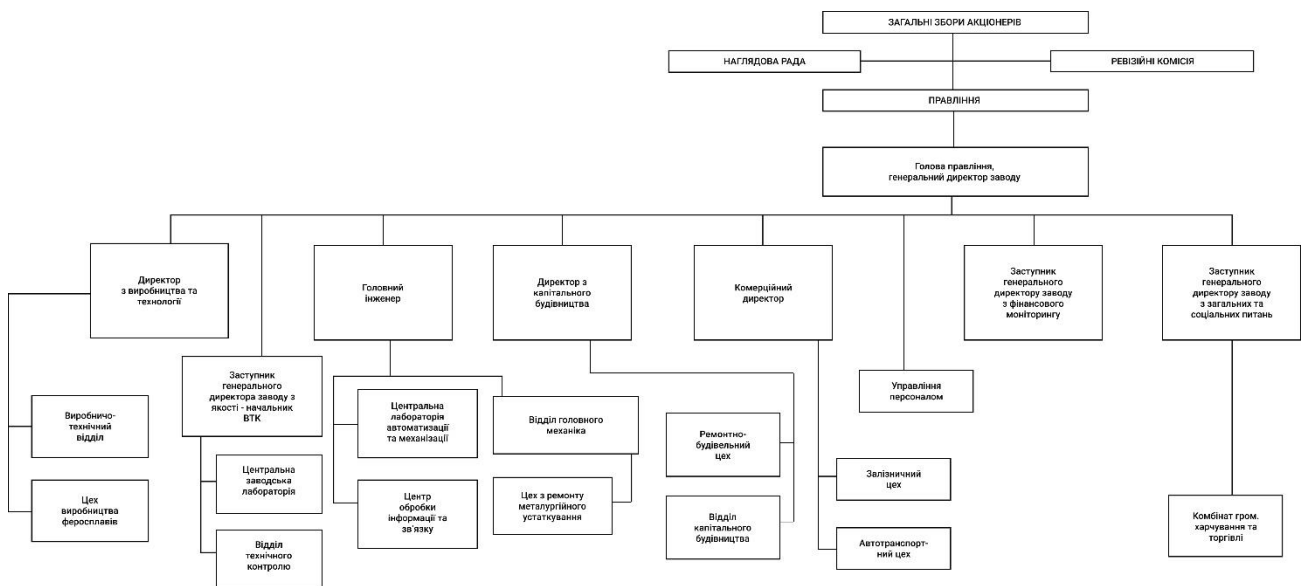 ЗАГАЛЬНІ ЗБОРИ АКЦІОНЕРІВ
НАГЛЯДОВА РАДА
РЕВІЗІЙНІ КОМІСІЯ
ПРАВЛІННЯ
Голова правління,
генеральний директор заводу
Директор
з виробництва та
технології
Головний
інженер
Директор з
капітального
будівництва
Комерційний
директор
Заступник
генерального
директору заводу
з фінансового
моніторингу
Заступник
генерального
директору заводу
з загальних та
соціальних питань
Заступник
генерального
директора заводу з
якості - начальник
ВТК
Управління
персоналом
Виробничо-
технічний
відділ
Центральна
лабораторія
автоматизації
та механізації
Відділ головного
механіка
Ремонтно-
будівельний
цех
Центральна
заводська
лабораторія
Залізничний
цех
Цех
виробництва
феросплавів
Центр
обробки
інформації та
зв'язку
Цех з ремонту
металургійного
устаткування
Відділ
капітального
будівництва
Комбінат гром.
харчування та
торгівлі
Відділ
технічного
контролю
Автотранспорт-
ний цех